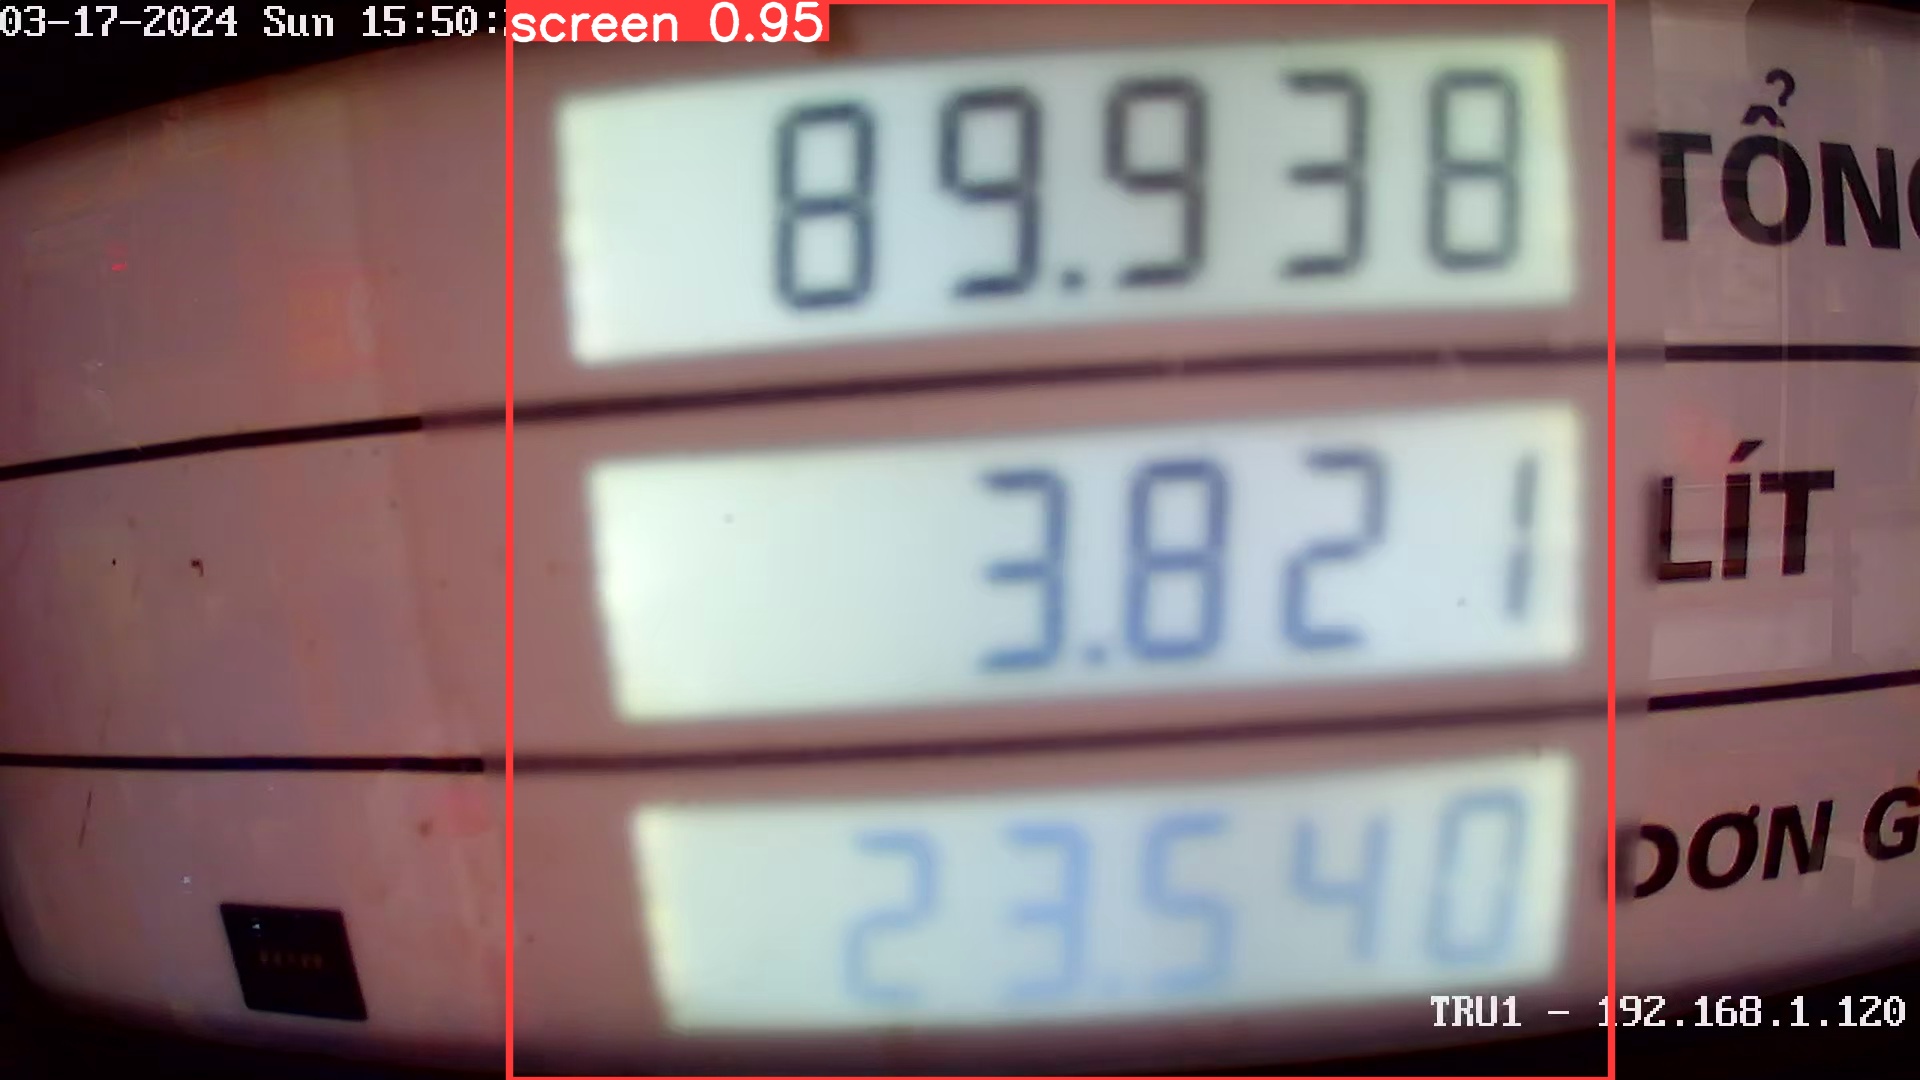 03-17-2024 Sun 15:50:
screen 0.95
89.938
TỔNG
3.821
LÍT
23.540
ĐƠN G
TRU1 - 192.168.1.120